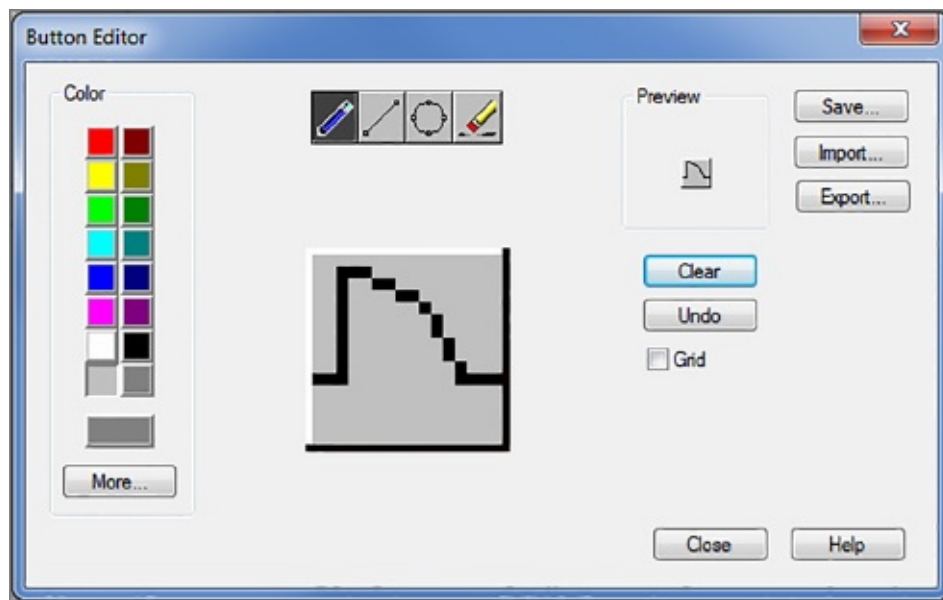 Button Editor
Color
Preview
Save...
Import...
Export...
Clear
Undo
Grid
More...
Close
Help